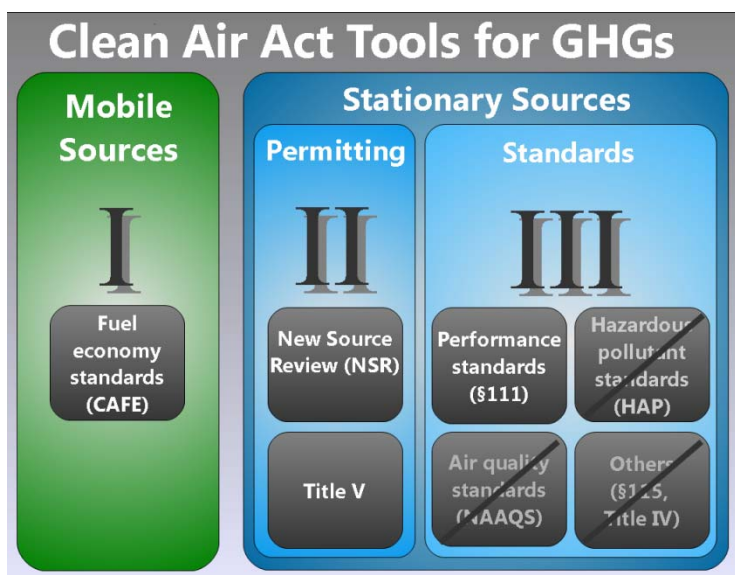 Clean Air Act Tools for GHGs
Mobile
Sources
I
Fuel
economy
standards
(CAFE)
Stationary Sources
Permitting
II
New Source
Review (NSR)
Title V
Standards
III
Performance
standards
(§111)
Hazardous
pollutant
standards
(HAP)
Air quality
standards
(NAAQS)
Others
(§115,
Title IV)